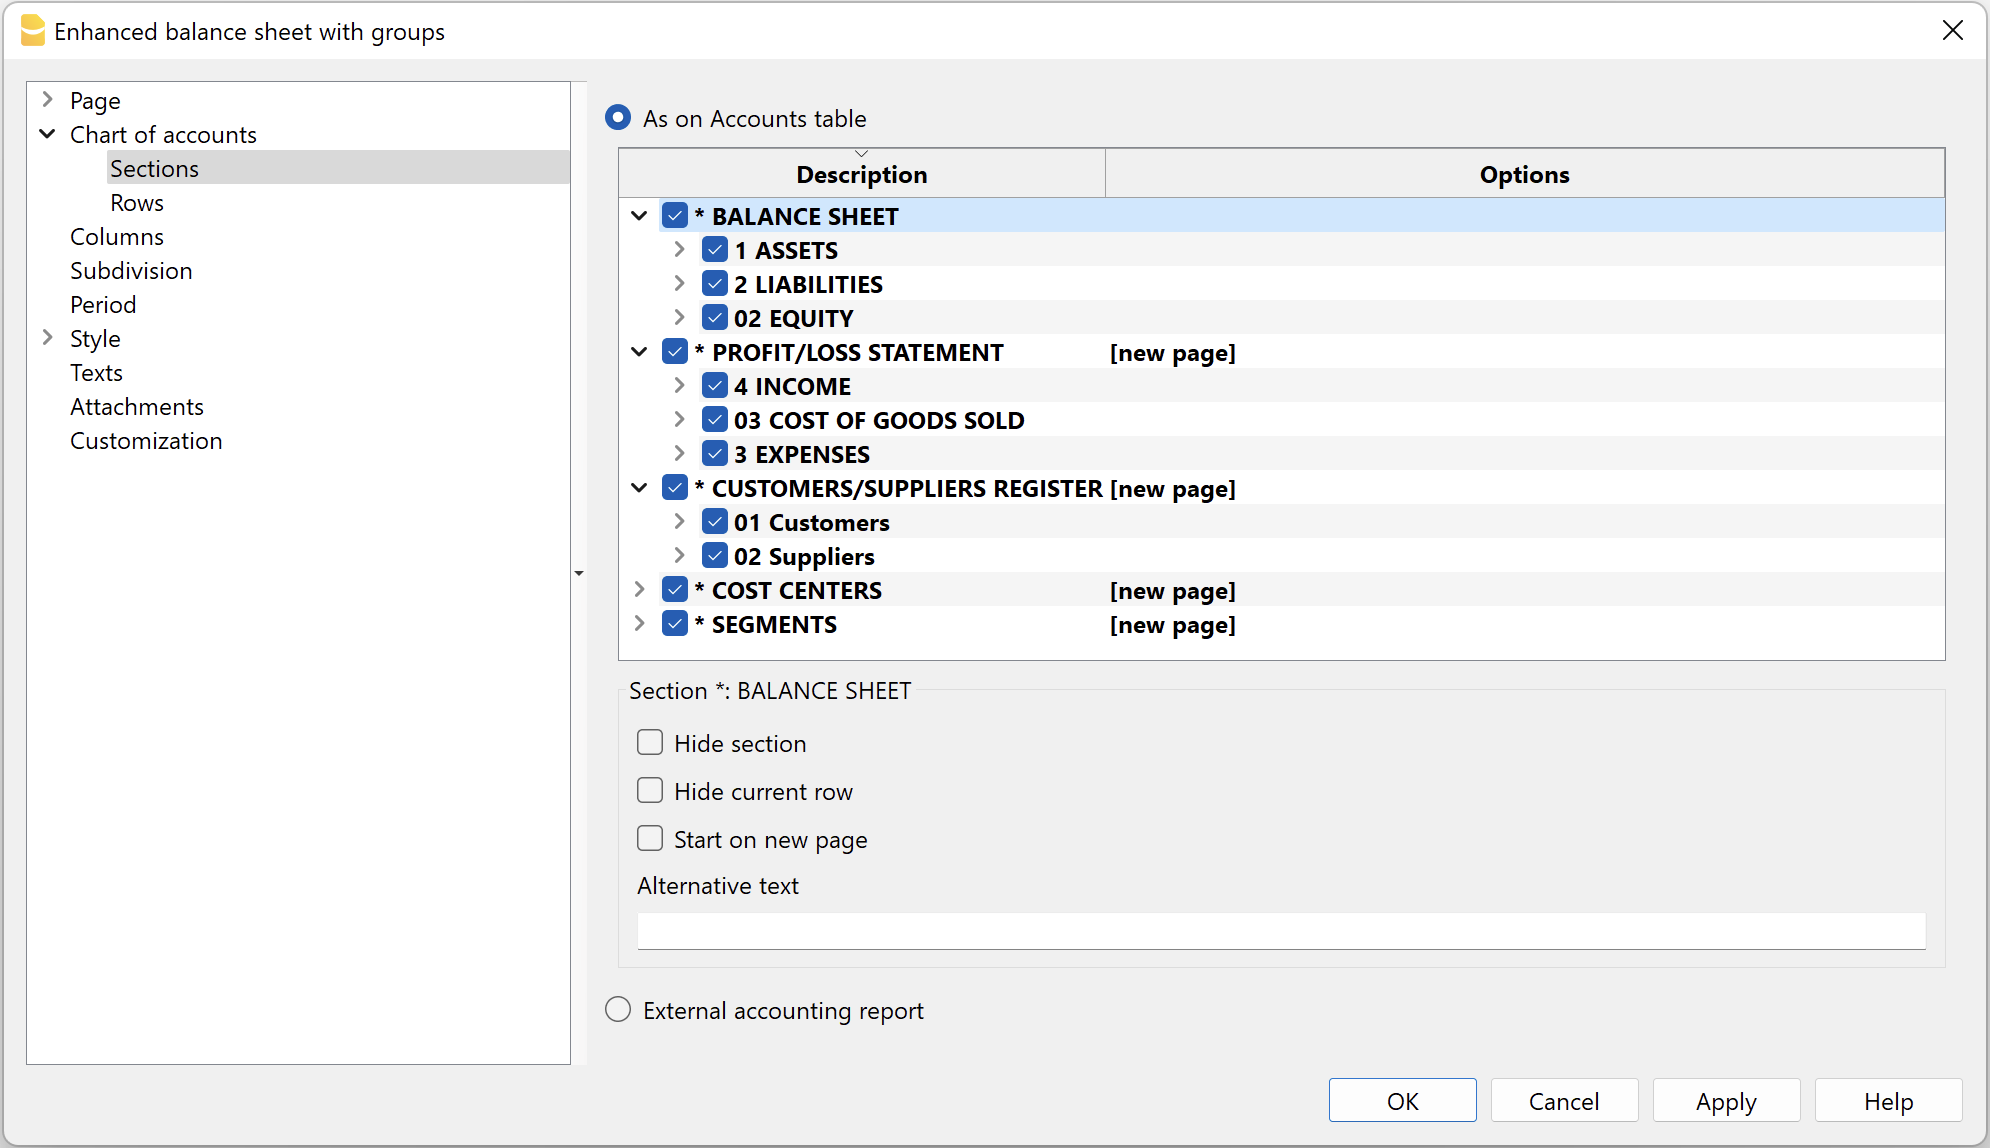 Enhanced balance sheet with groups
Page
Chart of accounts
Sections
Rows
Columns
Subdivision
Period
Style
Texts
Attachments
Customization
As on Accounts table
Description Options
* BALANCE SHEET
1 ASSETS
2 LIABILITIES
02 EQUITY
* PROFIT/LOSS STATEMENT [new page]
4 INCOME
03 COST OF GOODS SOLD
3 EXPENSES
* CUSTOMERS/SUPPLIERS REGISTER [new page]
01 Customers
02 Suppliers
* COST CENTERS [new page]
* SEGMENTS [new page]
Section *: BALANCE SHEET
Hide section
Hide current row
Start on new page
Alternative text
External accounting report
OK Cancel Apply Help